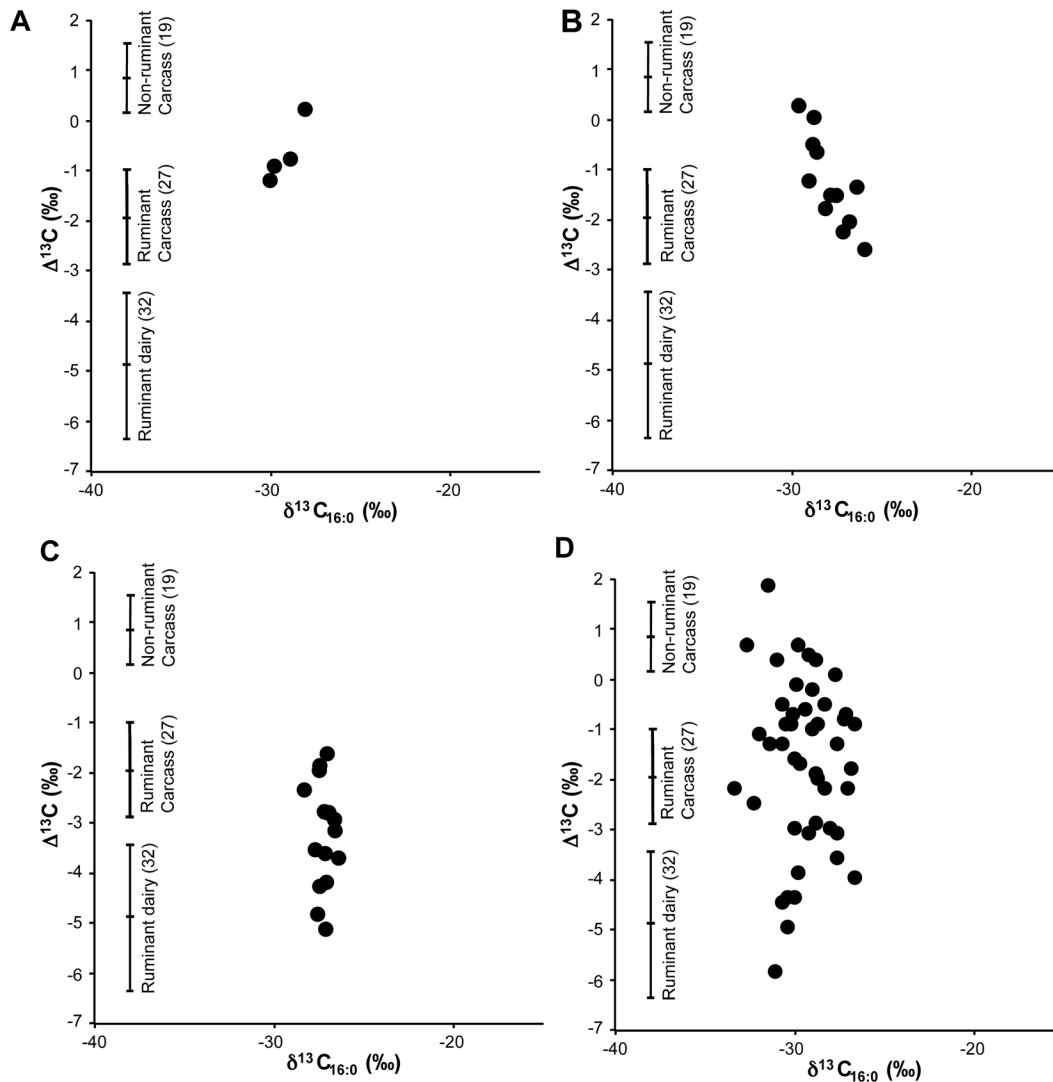 A
2
1
0
-1
-2
-3
-4
-5
-6
-7
Δ¹³C (‰)
Non-ruminant
Carcass (19)
Ruminant
Carcass (27)
Ruminant dairy (32)
-40
-30
-20
δ¹³C₁₆:₀ (‰)
B
2
1
0
-1
-2
-3
-4
-5
-6
-7
Δ¹³C (‰)
Non-ruminant
Carcass (19)
Ruminant
Carcass (27)
Ruminant dairy (32)
-40
-30
-20
δ¹³C₁₆:₀ (‰)
C
2
1
0
-1
-2
-3
-4
-5
-6
-7
Δ¹³C (‰)
Non-ruminant
Carcass (19)
Ruminant
Carcass (27)
Ruminant dairy (32)
-40
-30
-20
δ¹³C₁₆:₀ (‰)
D
2
1
0
-1
-2
-3
-4
-5
-6
-7
Δ¹³C (‰)
Non-ruminant
Carcass (19)
Ruminant
Carcass (27)
Ruminant dairy (32)
-40
-30
-20
δ¹³C₁₆:₀ (‰)